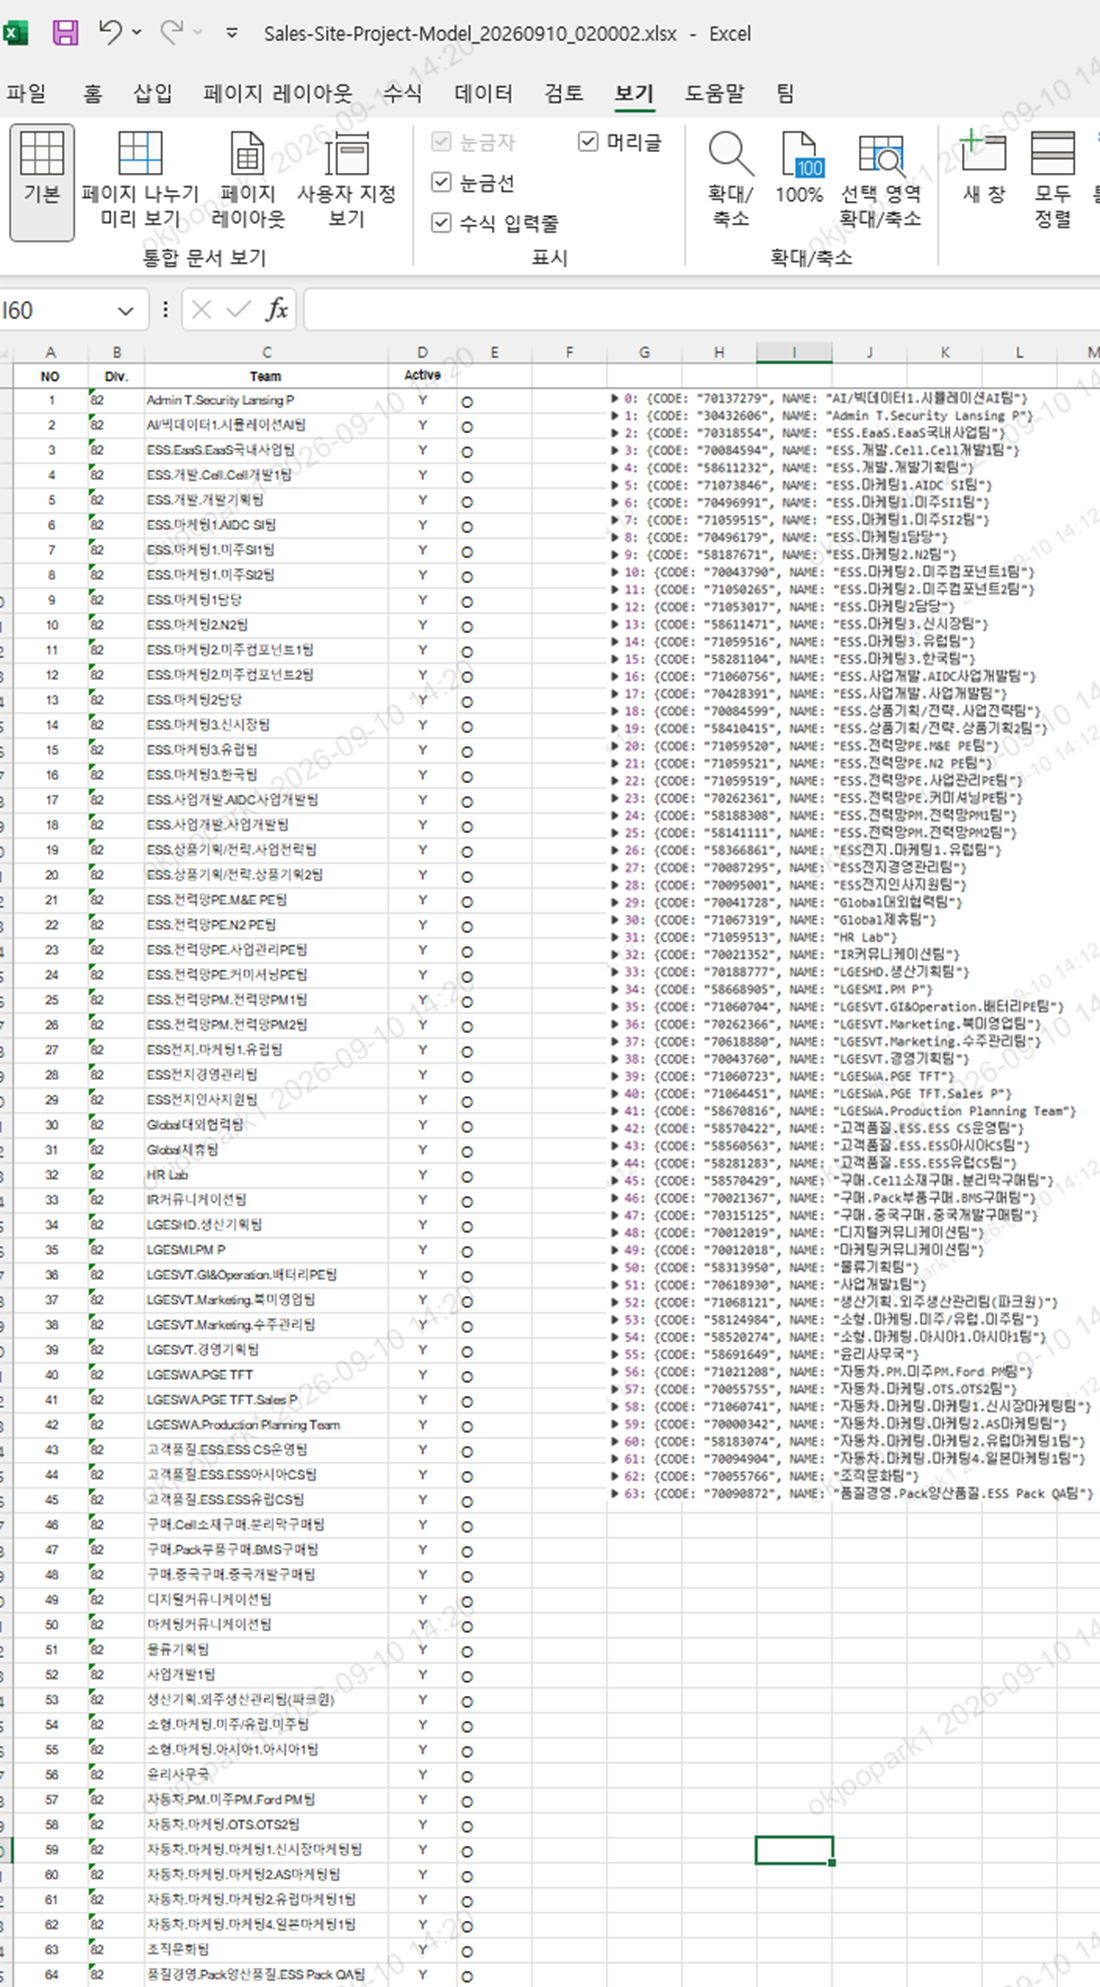 Sales-Site-Project-Model_20260910_020002.xlsx - Excel
파일 홈 삽입 페이지 레이아웃 수식 데이터 검토 보기 도움말 팀
눈금자 머리글
눈금선
수식 입력줄
기본
페이지 나누기 미리 보기
페이지 레이아웃
사용자 지정 보기
확대/축소
100
100%
선택 영역 확대/축소
새 창
모두 정렬
통합 문서 보기 표시 확대/축소
I60 fx
A B C D E F G H I J K L M
NO Div. Team Active
1 82 Admin T.Security Lansing P Y O
2 82 AI/빅데이터1.시뮬레이션AI팀 Y O
3 82 ESS.EaaS.EaaS국내사업팀 Y O
4 82 ESS.개발.Cell.Cell개발1팀 Y O
5 82 ESS.개발.개발기획팀 Y O
6 82 ESS.마케팅1.AIDC SI팀 Y O
7 82 ESS.마케팅1.미주SI1팀 Y O
8 82 ESS.마케팅1.미주SI2팀 Y O
9 82 ESS.마케팅1담당 Y O
10 82 ESS.마케팅2.N2팀 Y O
11 82 ESS.마케팅2.미주컴포넌트1팀 Y O
12 82 ESS.마케팅2.미주컴포넌트2팀 Y O
13 82 ESS.마케팅2담당 Y O
14 82 ESS.마케팅3.신시장팀 Y O
15 82 ESS.마케팅3.유럽팀 Y O
16 82 ESS.마케팅3.한국팀 Y O
17 82 ESS.사업개발.AIDC사업개발팀 Y O
18 82 ESS.사업개발.사업개발팀 Y O
19 82 ESS.상품기획/전략.사업전략팀 Y O
20 82 ESS.상품기획/전략.상품기획2팀 Y O
21 82 ESS.전력망PE.M&E PE팀 Y O
22 82 ESS.전력망PE.N2 PE팀 Y O
23 82 ESS.전력망PE.사업관리PE팀 Y O
24 82 ESS.전력망PE.커미셔닝PE팀 Y O
25 82 ESS.전력망PM.전력망PM1팀 Y O
26 82 ESS.전력망PM.전력망PM2팀 Y O
27 82 ESS전지.마케팅1.유럽팀 Y O
28 82 ESS전지경영관리팀 Y O
29 82 ESS전지인사지원팀 Y O
30 82 Global대외협력팀 Y O
31 82 Global제휴팀 Y O
32 82 HR Lab Y O
33 82 IR커뮤니케이션팀 Y O
34 82 LGESHD.생산기획팀 Y O
35 82 LGESMI.PM P Y O
36 82 LGESVT.GI&Operation.배터리PE팀 Y O
37 82 LGESVT.Marketing.북미영업팀 Y O
38 82 LGESVT.Marketing.수주관리팀 Y O
39 82 LGESVT.경영기획팀 Y O
40 82 LGESWA.PGE TFT Y O
41 82 LGESWA.PGE TFT.Sales P Y O
42 82 LGESWA.Production Planning Team Y O
43 82 고객품질.ESS.ESS CS운영팀 Y O
44 82 고객품질.ESS.ESS아시아CS팀 Y O
45 82 고객품질.ESS.ESS유럽CS팀 Y O
46 82 구매.Cell소재구매.분리막구매팀 Y O
47 82 구매.Pack부품구매.BMS구매팀 Y O
48 82 구매.중국구매.중국개발구매팀 Y O
49 82 디지털커뮤니케이션팀 Y O
50 82 마케팅커뮤니케이션팀 Y O
51 82 물류기획팀 Y O
52 82 사업개발1팀 Y O
53 82 생산기획.외주생산관리팀(파크원) Y O
54 82 소형.마케팅.미주/유럽.미주팀 Y O
55 82 소형.마케팅.아시아1.아시아1팀 Y O
56 82 윤리사무국 Y O
57 82 자동차.PM.미주PM.Ford PM팀 Y O
58 82 자동차.마케팅.OTS.OTS2팀 Y O
59 82 자동차.마케팅.마케팅1.신시장마케팅팀 Y O
60 82 자동차.마케팅.마케팅2.AS마케팅팀 Y O
61 82 자동차.마케팅.마케팅2.유럽마케팅1팀 Y O
62 82 자동차.마케팅.마케팅4.일본마케팅1팀 Y O
63 82 조직문화팀 Y O
64 82 품질경영.Pack양산품질.ESS Pack QA팀 Y O
0: {CODE: "70137279", NAME: "AI/빅데이터1.시뮬레이션AI팀"}
1: {CODE: "30432606", NAME: "Admin T.Security Lansing P"}
2: {CODE: "70318554", NAME: "ESS.EaaS.EaaS국내사업팀"}
3: {CODE: "70084594", NAME: "ESS.개발.Cell.Cell개발1팀"}
4: {CODE: "58611232", NAME: "ESS.개발.개발기획팀"}
5: {CODE: "71073846", NAME: "ESS.마케팅1.AIDC SI팀"}
6: {CODE: "70496991", NAME: "ESS.마케팅1.미주SI1팀"}
7: {CODE: "71059515", NAME: "ESS.마케팅1.미주SI2팀"}
8: {CODE: "70496179", NAME: "ESS.마케팅1담당"}
9: {CODE: "58187671", NAME: "ESS.마케팅2.N2팀"}
10: {CODE: "70043790", NAME: "ESS.마케팅2.미주컴포넌트1팀"}
11: {CODE: "71050265", NAME: "ESS.마케팅2.미주컴포넌트2팀"}
12: {CODE: "71053017", NAME: "ESS.마케팅2담당"}
13: {CODE: "58611471", NAME: "ESS.마케팅3.신시장팀"}
14: {CODE: "71059516", NAME: "ESS.마케팅3.유럽팀"}
15: {CODE: "58281104", NAME: "ESS.마케팅3.한국팀"}
16: {CODE: "71060756", NAME: "ESS.사업개발.AIDC사업개발팀"}
17: {CODE: "70428391", NAME: "ESS.사업개발.사업개발팀"}
18: {CODE: "70084599", NAME: "ESS.상품기획/전략.사업전략팀"}
19: {CODE: "58410415", NAME: "ESS.상품기획/전략.상품기획2팀"}
20: {CODE: "71059520", NAME: "ESS.전력망PE.M&E PE팀"}
21: {CODE: "71059521", NAME: "ESS.전력망PE.N2 PE팀"}
22: {CODE: "71059519", NAME: "ESS.전력망PE.사업관리PE팀"}
23: {CODE: "70262361", NAME: "ESS.전력망PE.커미셔닝PE팀"}
24: {CODE: "58188308", NAME: "ESS.전력망PM.전력망PM1팀"}
25: {CODE: "58141111", NAME: "ESS.전력망PM.전력망PM2팀"}
26: {CODE: "58366861", NAME: "ESS전지.마케팅1.유럽팀"}
27: {CODE: "70087295", NAME: "ESS전지경영관리팀"}
28: {CODE: "70095001", NAME: "ESS전지인사지원팀"}
29: {CODE: "70041728", NAME: "Global대외협력팀"}
30: {CODE: "71067319", NAME: "Global제휴팀"}
31: {CODE: "71059513", NAME: "HR Lab"}
32: {CODE: "70021352", NAME: "IR커뮤니케이션팀"}
33: {CODE: "70188777", NAME: "LGESHD.생산기획팀"}
34: {CODE: "58668905", NAME: "LGESMI.PM P"}
35: {CODE: "71060704", NAME: "LGESVT.GI&Operation.배터리PE팀"}
36: {CODE: "70262366", NAME: "LGESVT.Marketing.북미영업팀"}
37: {CODE: "70618880", NAME: "LGESVT.Marketing.수주관리팀"}
38: {CODE: "70043760", NAME: "LGESVT.경영기획팀"}
39: {CODE: "71060723", NAME: "LGESWA.PGE TFT"}
40: {CODE: "71064451", NAME: "LGESWA.PGE TFT.Sales P"}
41: {CODE: "58670816", NAME: "LGESWA.Production Planning Team"}
42: {CODE: "58570422", NAME: "고객품질.ESS.ESS CS운영팀"}
43: {CODE: "58560563", NAME: "고객품질.ESS.ESS아시아CS팀"}
44: {CODE: "58281283", NAME: "고객품질.ESS.ESS유럽CS팀"}
45: {CODE: "58570429", NAME: "구매.Cell소재구매.분리막구매팀"}
46: {CODE: "70021367", NAME: "구매.Pack부품구매.BMS구매팀"}
47: {CODE: "70315125", NAME: "구매.중국구매.중국개발구매팀"}
48: {CODE: "70012019", NAME: "디지털커뮤니케이션팀"}
49: {CODE: "70012018", NAME: "마케팅커뮤니케이션팀"}
50: {CODE: "58313950", NAME: "물류기획팀"}
51: {CODE: "70618930", NAME: "사업개발1팀"}
52: {CODE: "71068121", NAME: "생산기획.외주생산관리팀(파크원)"}
53: {CODE: "58124984", NAME: "소형.마케팅.미주/유럽.미주팀"}
54: {CODE: "58520274", NAME: "소형.마케팅.아시아1.아시아1팀"}
55: {CODE: "58691649", NAME: "윤리사무국"}
56: {CODE: "71021208", NAME: "자동차.PM.미주PM.Ford PM팀"}
57: {CODE: "70055755", NAME: "자동차.마케팅.OTS.OTS2팀"}
58: {CODE: "71060741", NAME: "자동차.마케팅.마케팅1.신시장마케팅팀"}
59: {CODE: "70000342", NAME: "자동차.마케팅.마케팅2.AS마케팅팀"}
60: {CODE: "58183074", NAME: "자동차.마케팅.마케팅2.유럽마케팅1팀"}
61: {CODE: "70094904", NAME: "자동차.마케팅.마케팅4.일본마케팅1팀"}
62: {CODE: "70055766", NAME: "조직문화팀"}
63: {CODE: "70090872", NAME: "품질경영.Pack양산품질.ESS Pack QA팀"}
okjoopark1 2026-09-10 14:20